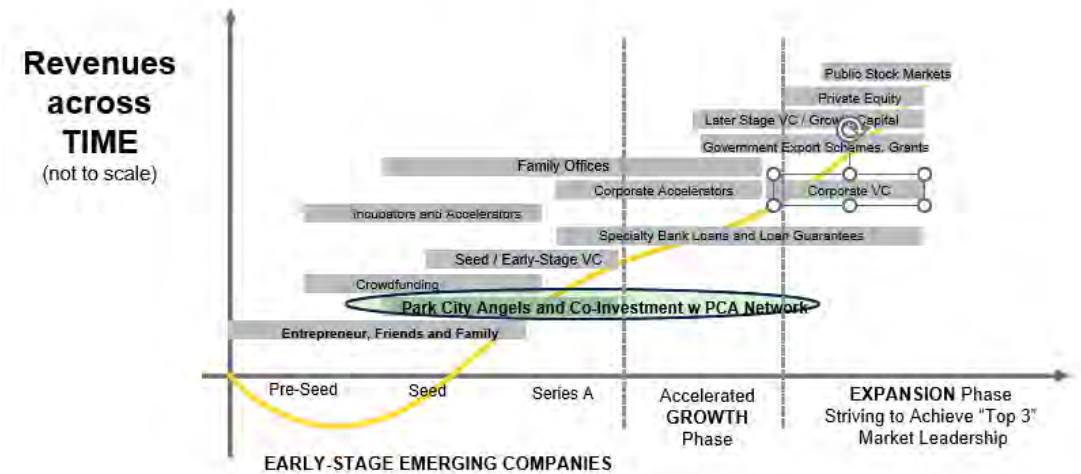 Revenues
across
TIME
(not to scale)
Public Stock Markets
Private Equity
Later Stage VC / Growth Capital
Government Export Schemes, Grants
Family Offices
Corporate Accelerators
Corporate VC
Incubators and Accelerators
Specialty Bank Loans and Loan Guarantees
Seed / Early-Stage VC
Crowdfunding
Park City Angels and Co-Investment w PCA Network
Entrepreneur, Friends and Family
Pre-Seed
Seed
Series A
Accelerated
GROWTH
Phase
EXPANSION Phase
Striving to Achieve “Top 3”
Market Leadership
EARLY-STAGE EMERGING COMPANIES